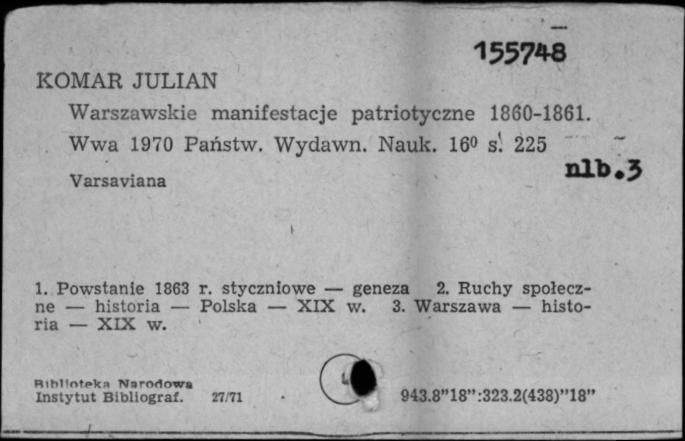 155748
KOMAR JULIAN
Warszawskie manifestacje patriotyczne 1860-1861.
Wwa 1970 Państw. Wydawn. Nauk. 16⁰ s. 225
nlb.3
Varsaviana
1. Powstanie 1863 r. styczniowe — geneza 2. Ruchy społecz-
ne — historia — Polska — XIX w. 3. Warszawa — histo-
ria — XIX w.
Biblioteka Narodowa
Instytut Bibliograf. 27/71 943.8”18”:323.2(438)”18”